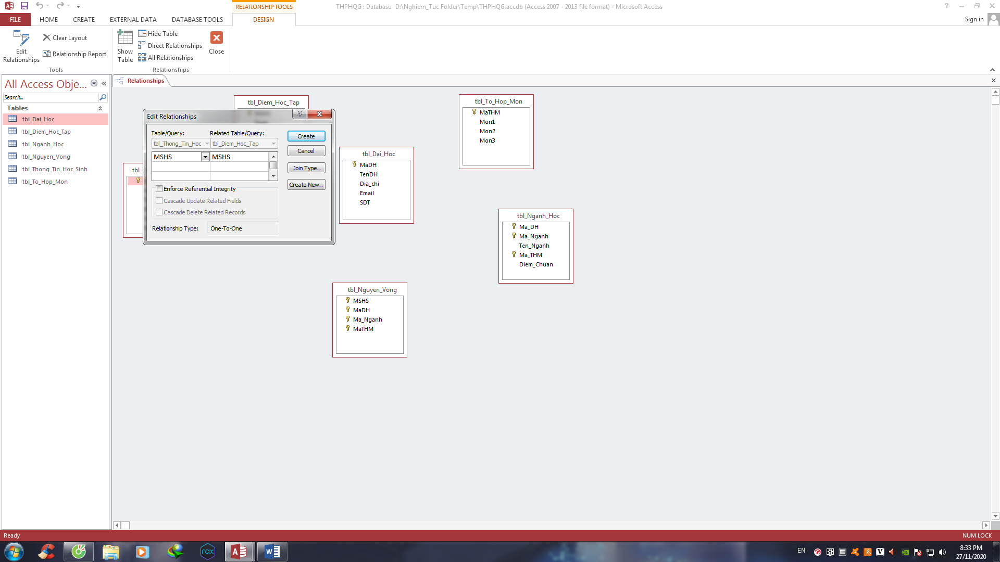 RELATIONSHIP TOOLS
THPHQG : Database- D:\Nghiem_Tuc Folder\Temp\THPHQG.accdb (Access 2007 - 2013 file format) - Microsoft Access
FILE
HOME
CREATE
EXTERNAL DATA
DATABASE TOOLS
DESIGN
Sign in
Edit
Relationships
Clear Layout
Relationship Report
Tools
Show
Table
Hide Table
Direct Relationships
All Relationships
Close
Relationships
All Access Obje...
Search...
Tables
tbl_Dai_Hoc
tbl_Diem_Hoc_Tap
tbl_Nganh_Hoc
tbl_Nguyen_Vong
tbl_Thong_Tin_Hoc_Sinh
tbl_To_Hop_Mon
Relationships
tbl_Diem_Hoc_Tap
Edit Relationships
Table/Query:
Related Table/Query:
tbl_Thong_Tin_Hoc
tbl_Diem_Hoc_Tap
MSHS
MSHS
Enforce Referential Integrity
Cascade Update Related Fields
Cascade Delete Related Records
Relationship Type:
One-To-One
Create
Cancel
Join Type..
Create New..
tbl_Dai_Hoc
MaDH
TenDH
Dia_chi
Email
SDT
tbl_To_Hop_Mon
MaTHM
Mon1
Mon2
Mon3
tbl_Nganh_Hoc
Ma_DH
Ma_Nganh
Ten_Nganh
Ma_THM
Diem_Chuan
tbl_Nguyen_Vong
MSHS
MaDH
Ma_Nganh
MaTHM
Ready
NUM LOCK
nox
EN
8:33 PM
27/11/2020